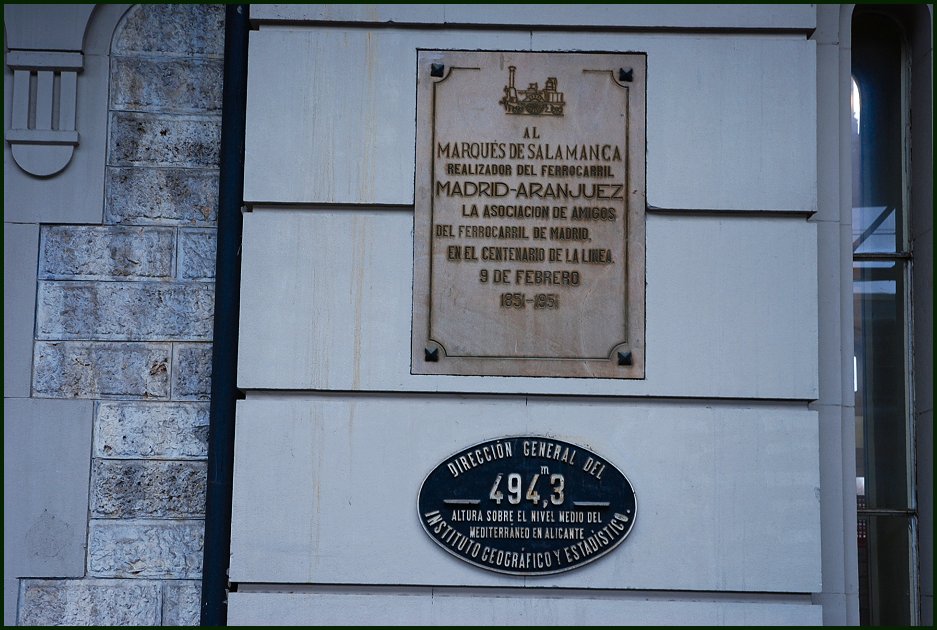 AL
MARQUÉS DE SALAMANCA
REALIZADOR DEL FERROCARRIL
MADRID-ARANJUEZ
LA ASOCIACION DE AMIGOS
DEL FERROCARRIL DE MADRID,
EN EL CENTENARIO DE LA LINEA.
9 DE FEBRERO
1851-1951
DIRECCIÓN GENERAL DEL
494,3 m
ALTURA SOBRE EL NIVEL MEDIO DEL
MEDITERRÁNEO EN ALICANTE
INSTITUTO GEOGRÁFICO Y ESTADÍSTICO.